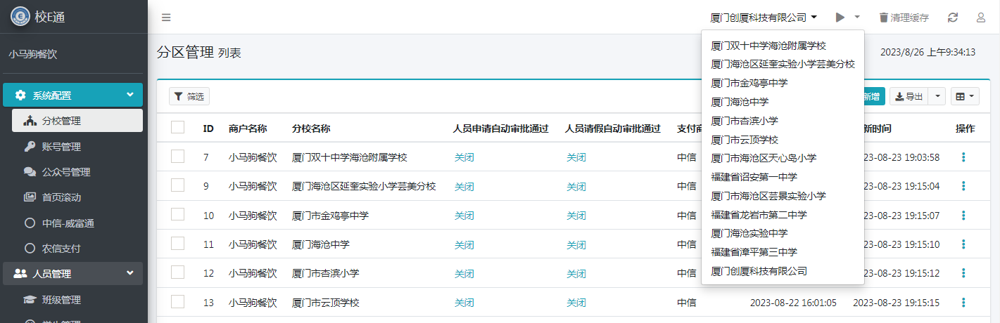 校E通
厦门创厦科技有限公司
清理缓存
小马驹餐饮
分区管理 列表
2023/8/26 上午9:34:13
厦门双十中学海沧附属学校
厦门海沧区延奎实验小学芸美分校
厦门市金鸡亭中学
厦门海沧中学
厦门市杏滨小学
厦门市云顶学校
厦门市海沧区天心岛小学
福建省诏安第一中学
厦门市海沧区芸景实验小学
福建省龙岩市第二中学
厦门海沧实验中学
福建省漳平第三中学
厦门创厦科技有限公司
系统配置
分校管理
账号管理
公众号管理
首页滚动
中信-威富通
农信支付
人员管理
班级管理
筛选
新增
导出
ID 商户名称 分校名称 人员申请自动审批通过 人员请假自动审批通过 支付商 新时间 操作
7 小马驹餐饮 厦门双十中学海沧附属学校 关闭 关闭 中信 23-08-23 19:03:58
9 小马驹餐饮 厦门海沧区延奎实验小学芸美分校 关闭 关闭 中信 23-08-23 19:15:04
10 小马驹餐饮 厦门市金鸡亭中学 关闭 关闭 中信 23-08-23 19:15:07
11 小马驹餐饮 厦门海沧中学 关闭 关闭 中信 23-08-23 19:15:10
12 小马驹餐饮 厦门市杏滨小学 关闭 关闭 中信 23-08-23 19:15:12
13 小马驹餐饮 厦门市云顶学校 关闭 关闭 中信 2023-08-22 16:01:05 2023-08-23 19:15:15